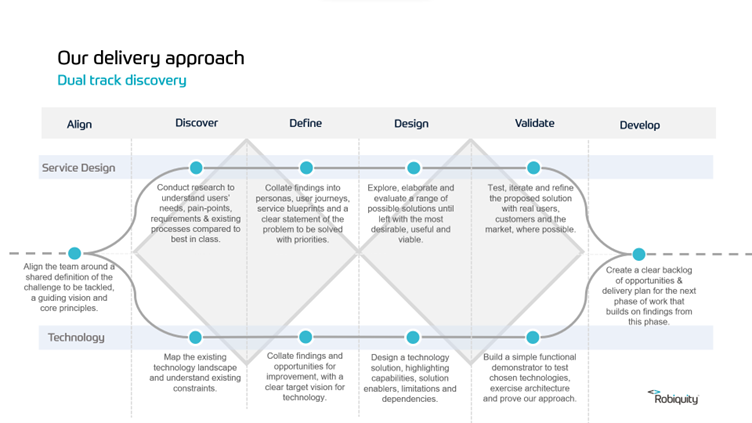 Our delivery approach
Dual track discovery
Align
Discover
Define
Design
Validate
Develop
Service Design
Conduct research to
understand users'
needs, pain-points,
requirements & existing
processes compared to
best in class.
Collate findings into
personas, user journeys,
service blueprints and a
clear statement of the
problem to be solved
with priorities.
Explore, elaborate and
evaluate a range of
possible solutions until
left with the most
desirable, useful and
viable.
Test, iterate and refine
the proposed solution
with real users,
customers and the
market, where possible.
Align the team around a
shared definition of the
challenge to be tackled,
a guiding vision and
core principles.
Create a clear backlog
of opportunities &
delivery plan for the next
phase of work that
builds on findings from
this phase.
Technology
Map the existing
technology landscape
and understand existing
constraints.
Collate findings and
opportunities for
improvement, with a
clear target vision for
technology.
Design a technology
solution, highlighting
capabilities, solution
enablers, limitations and
dependencies.
Build a simple functional
demonstrator to test
chosen technologies,
exercise architecture
and prove our approach.
Robiquity